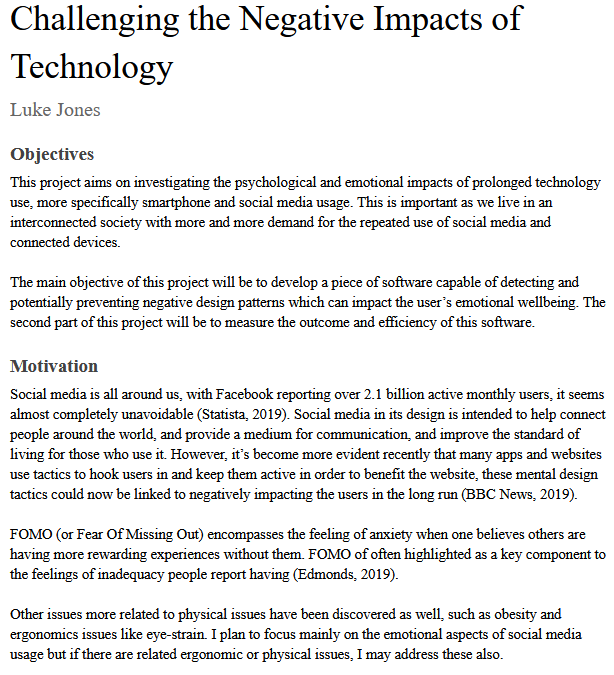 Challenging the Negative Impacts of
Technology
Luke Jones
Objectives
This project aims on investigating the psychological and emotional impacts of prolonged technology
use, more specifically smartphone and social media usage. This is important as we live in an
interconnected society with more and more demand for the repeated use of social media and
connected devices.
The main objective of this project will be to develop a piece of software capable of detecting and
potentially preventing negative design patterns which can impact the user’s emotional wellbeing. The
second part of this project will be to measure the outcome and efficiency of this software.
Motivation
Social media is all around us, with Facebook reporting over 2.1 billion active monthly users, it seems
almost completely unavoidable (Statista, 2019). Social media in its design is intended to help connect
people around the world, and provide a medium for communication, and improve the standard of
living for those who use it. However, it’s become more evident recently that many apps and websites
use tactics to hook users in and keep them active in order to benefit the website, these mental design
tactics could now be linked to negatively impacting the users in the long run (BBC News, 2019).
FOMO (or Fear Of Missing Out) encompasses the feeling of anxiety when one believes others are
having more rewarding experiences without them. FOMO of often highlighted as a key component to
the feelings of inadequacy people report having (Edmonds, 2019).
Other issues more related to physical issues have been discovered as well, such as obesity and
ergonomics issues like eye-strain. I plan to focus mainly on the emotional aspects of social media
usage but if there are related ergonomic or physical issues, I may address these also.